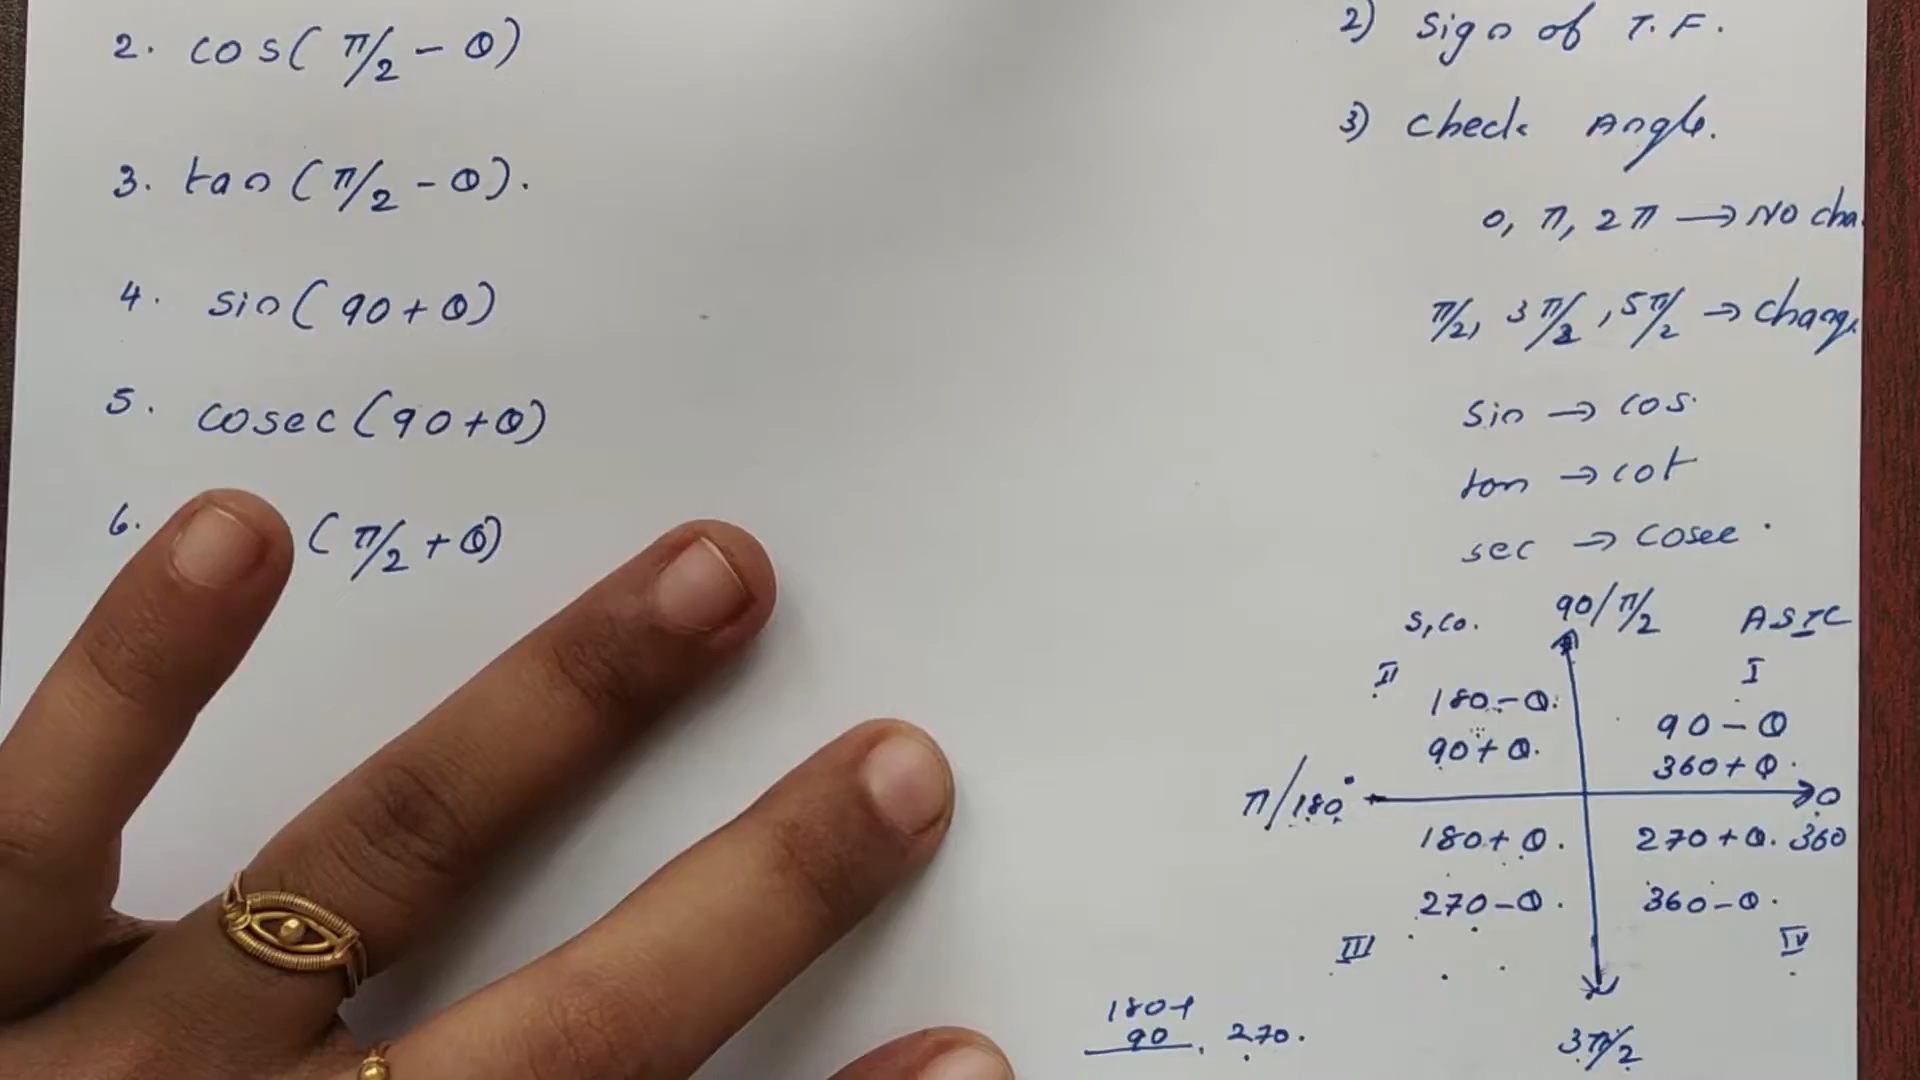 2. cos(π/2 - θ)
3. tan(π/2 - θ).
4. sin(90+θ)
5. cosec(90+θ)
6. (π/2 + θ)
2) Sign of T.F.
3) Check Angle.
0, π, 2π → No cha
π/2, 3π/2, 5π/2 → Chang
Sin → cos.
tan → cot
sec → cosec.
90/π/2
S, Co.
II
180-θ.
90+θ.
I
90-θ
360+θ.
π/180°
0
360
180+θ.
270-θ.
III
270+θ.
360-θ.
IV
3π/2
180+
90
270.